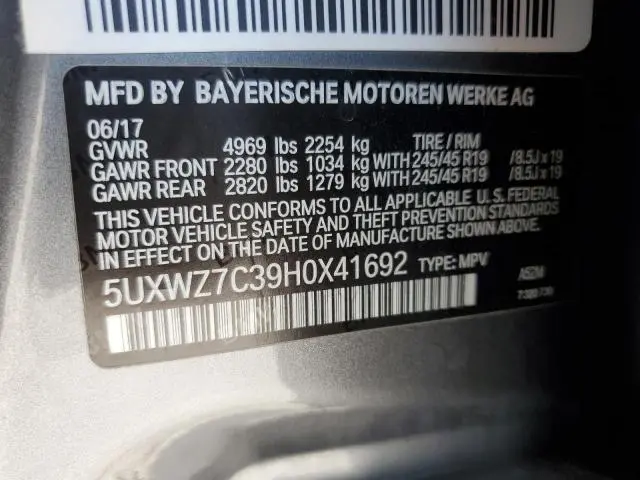 MFD BY BAYERISCHE MOTOREN WERKE AG
06/17
GVWR 4969 lbs 2254 kg TIRE / RIM
GAWR FRONT 2280 lbs 1034 kg WITH 245/45 R19 /8.5J x 19
GAWR REAR 2820 lbs 1279 kg WITH 245/45 R19 /8.5J x 19
THIS VEHICLE CONFORMS TO ALL APPLICABLE U.S. FEDERAL
MOTOR VEHICLE SAFETY AND THEFT PREVENTION STANDARDS
IN EFFECT ON THE DATE OF MANUFACTURE SHOWN ABOVE.
5UXWZ7C39H0X41692 TYPE: MPV